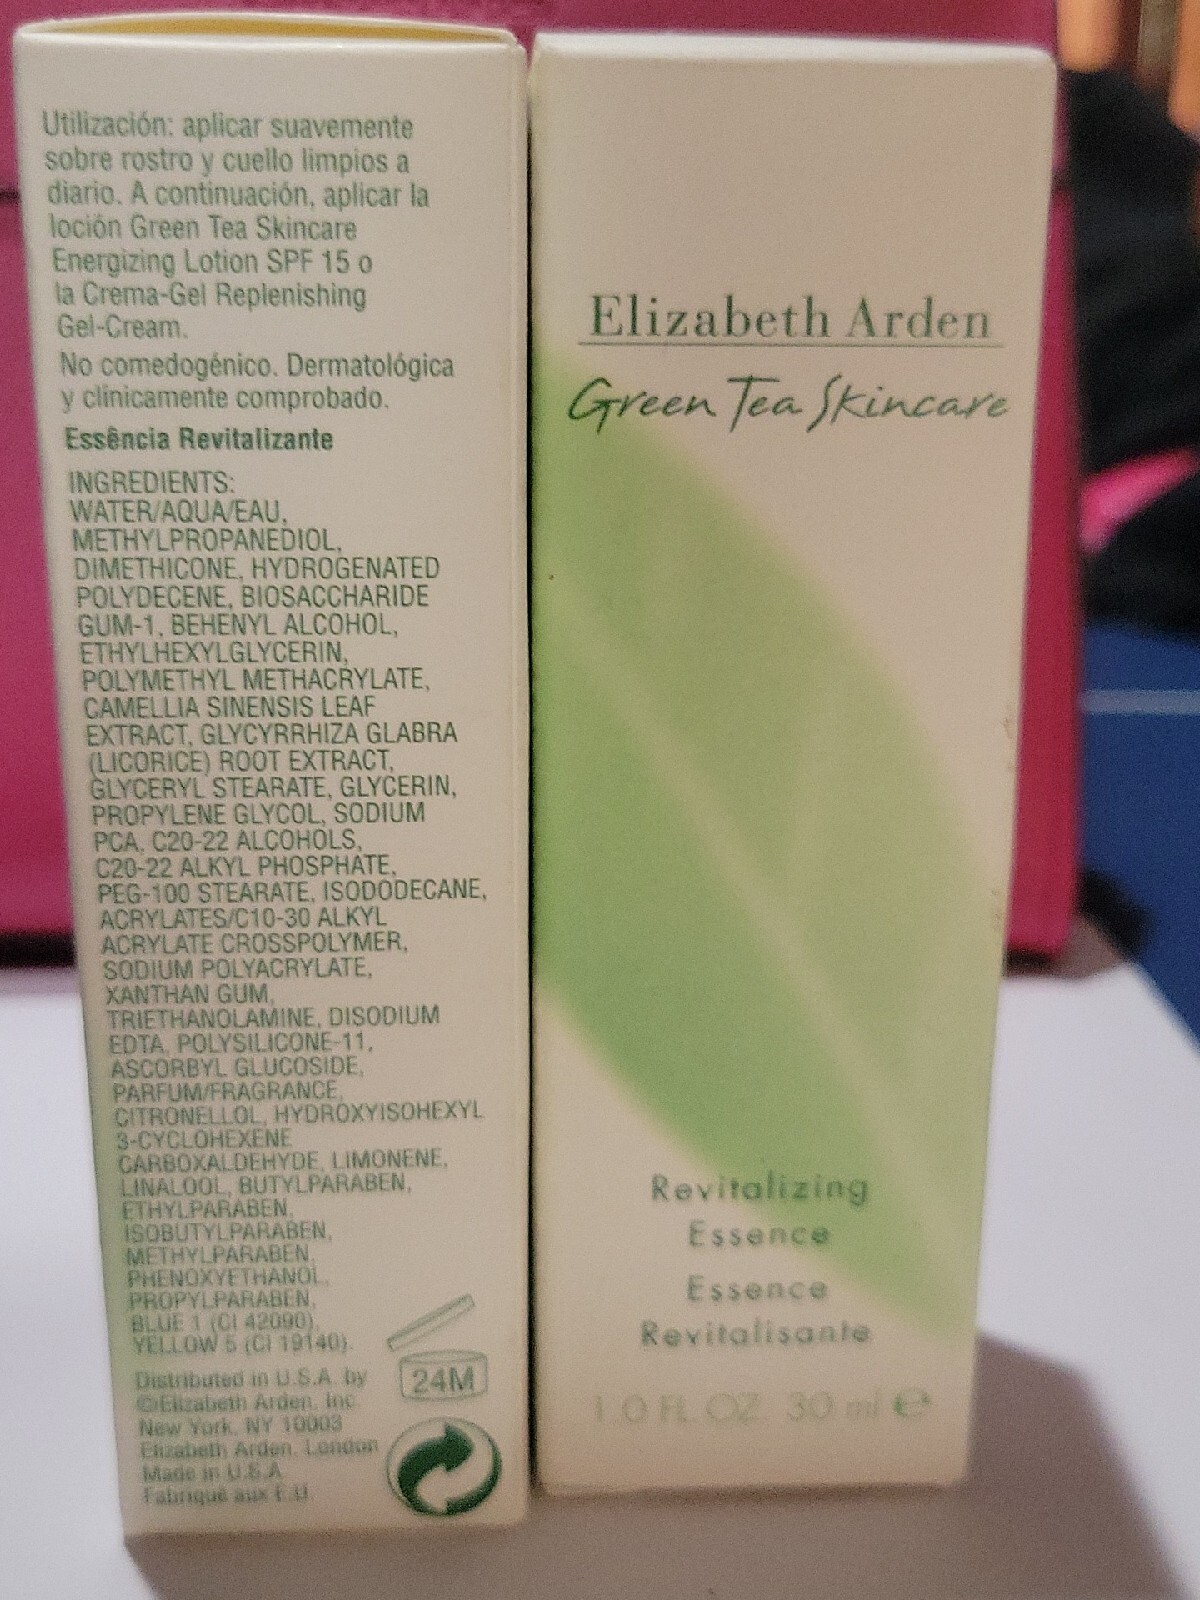 Utilización: aplicar suavemente
sobre rostro y cuello limpios a
diario. A continuación, aplicar la
loción Green Tea Skincare
Energizing Lotion SPF 15 o
la Crema-Gel Replenishing
Gel-Cream.
No comedogénico. Dermatológica
y clínicamente comprobado.
Essência Revitalizante
INGREDIENTS:
WATER/AQUA/EAU,
METHYLPROPANEDIOL,
DIMETHICONE, HYDROGENATED
POLYDECENE, BIOSACCHARIDE
GUM-1, BEHENYL ALCOHOL,
ETHYLHEXYLGLYCERIN,
POLYMETHYL METHACRYLATE,
CAMELLIA SINENSIS LEAF
EXTRACT, GLYCYRRHIZA GLABRA
(LICORICE) ROOT EXTRACT,
GLYCERYL STEARATE, GLYCERIN,
PROPYLENE GLYCOL, SODIUM
PCA, C20-22 ALCOHOLS,
C20-22 ALKYL PHOSPHATE,
PEG-100 STEARATE, ISODODECANE,
ACRYLATES/C10-30 ALKYL
ACRYLATE CROSSPOLYMER,
SODIUM POLYACRYLATE,
XANTHAN GUM,
TRIETHANOLAMINE, DISODIUM
EDTA, POLYSILICONE-11,
ASCORBYL GLUCOSIDE,
PARFUM/FRAGRANCE,
CITRONELLOL, HYDROXYISOHEXYL
3-CYCLOHEXENE
CARBOXALDEHYDE, LIMONENE,
LINALOOL, BUTYLPARABEN,
ETHYLPARABEN,
ISOBUTYLPARABEN,
METHYLPARABEN,
PHENOXYETHANOL,
PROPYLPARABEN,
BLUE 1 (CI 42090),
YELLOW 5 (CI 19140).
Distributed in U.S.A. by
©Elizabeth Arden, Inc.
New York, NY 10003
Elizabeth Arden, London
Made in U.S.A.
Fabriqué aux É.U.
24M
Elizabeth Arden
Green Tea Skincare
Revitalizing
Essence
Essence
Revitalisante
1.0 FL.OZ. 30 ml ℮